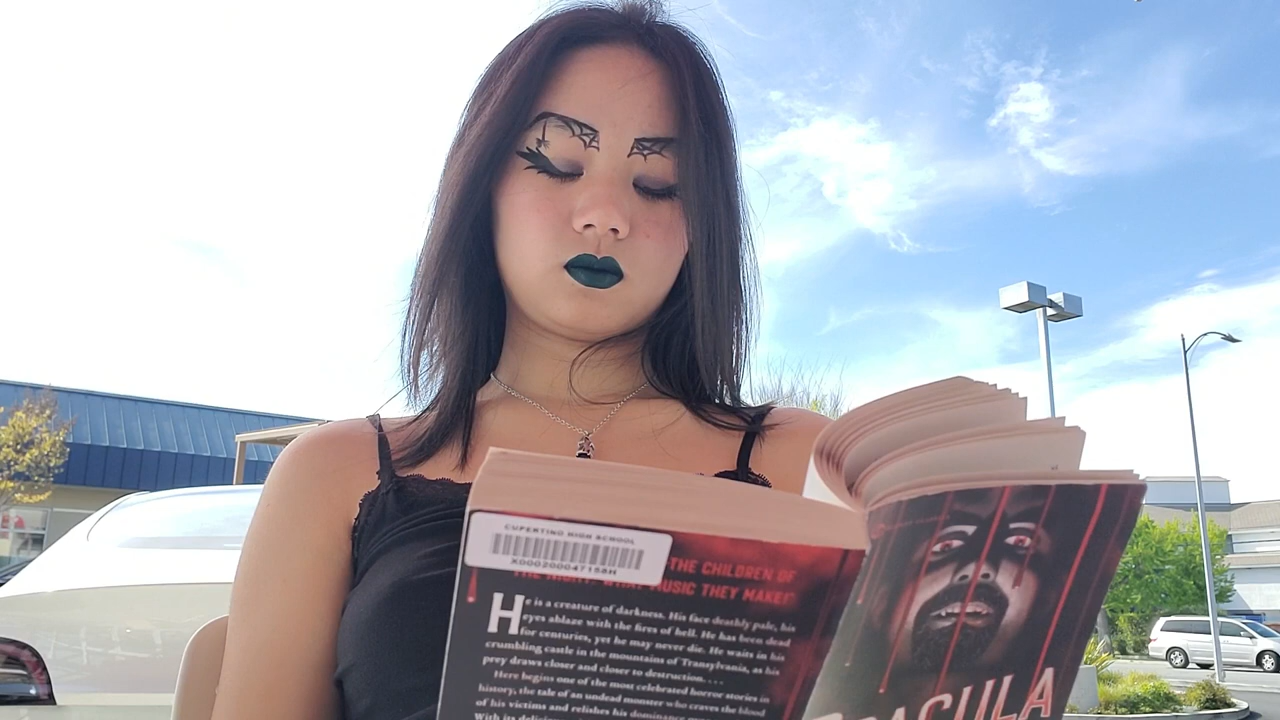 CUPERTINO HIGH SCHOOL
X000200047158H
THE CHILDREN OF
MUSIC THEY MAKE!"
He is a creature of darkness. His face deathly pale, his
eyes ablaze with the fires of hell. He has been dead
for centuries, yet he may never die. He waits in his
crumbling castle in the mountains of Transylvania, as his
prey draws closer and closer to destruction. . . .
Here begins one of the most celebrated horror stories in
history, the tale of an undead monster who craves the blood
of his victims and relishes his dominance
With its
RACULA